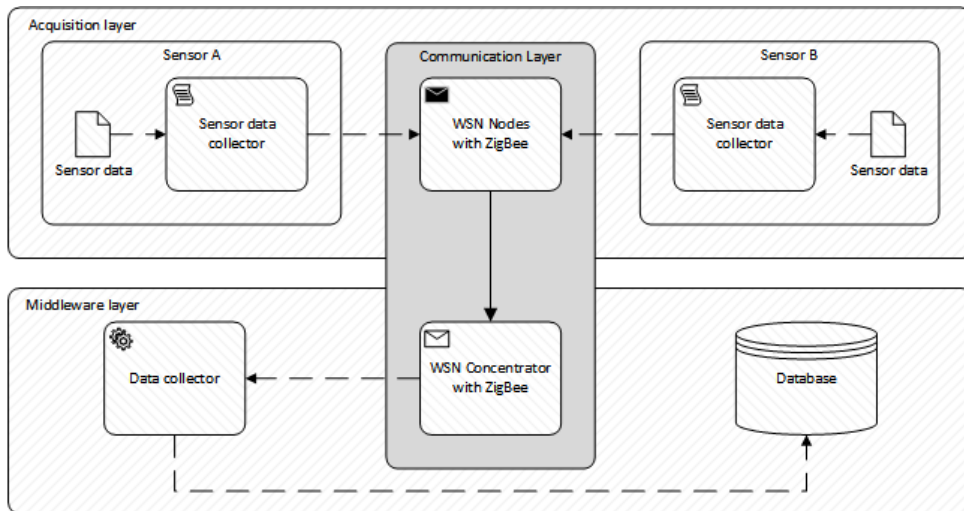 Acquisition layer
Sensor A
Communication Layer
Sensor B
Sensor data
collector
WSN Nodes
with ZigBee
Sensor data
collector
Sensor data
Sensor data
Middleware layer
Data collector
WSN Concentrator
with ZigBee
Database